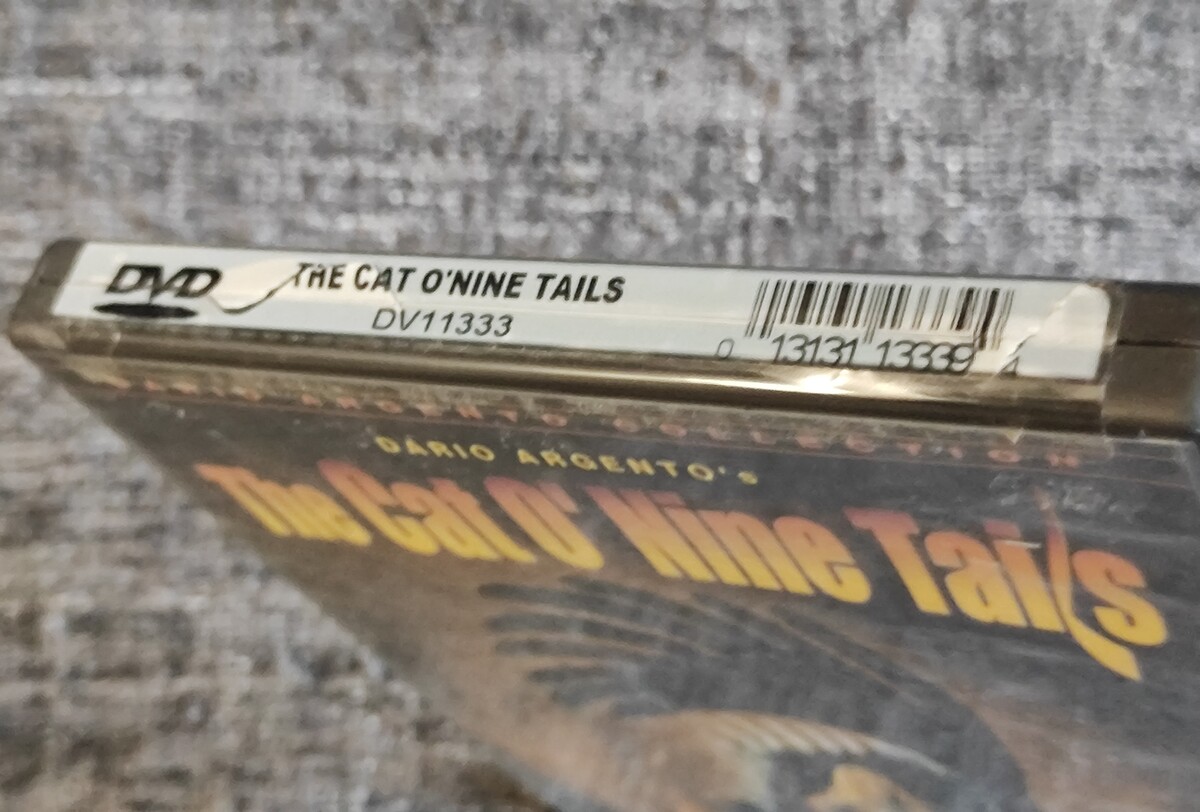 DVD
THE CAT O'NINE TAILS
DV11333
0 13131 13339 4
DARIO ARGENTO COLLECTION
DARIO ARGENTO's
The Cat O' Nine Tails